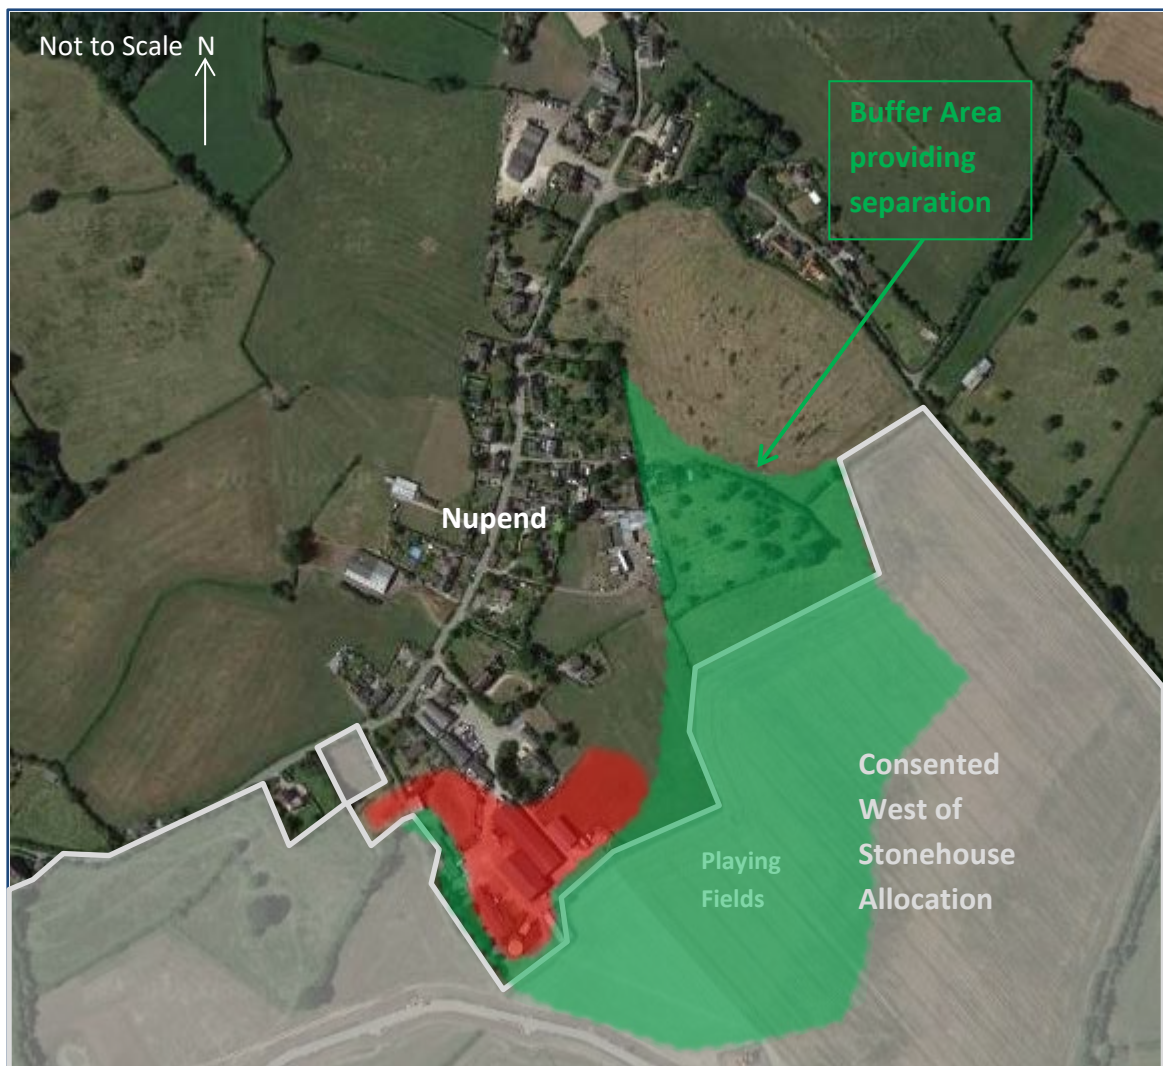 Not to Scale N
Buffer Area
providing
separation
Nupend
Consented
West of
Stonehouse
Allocation
Playing
Fields